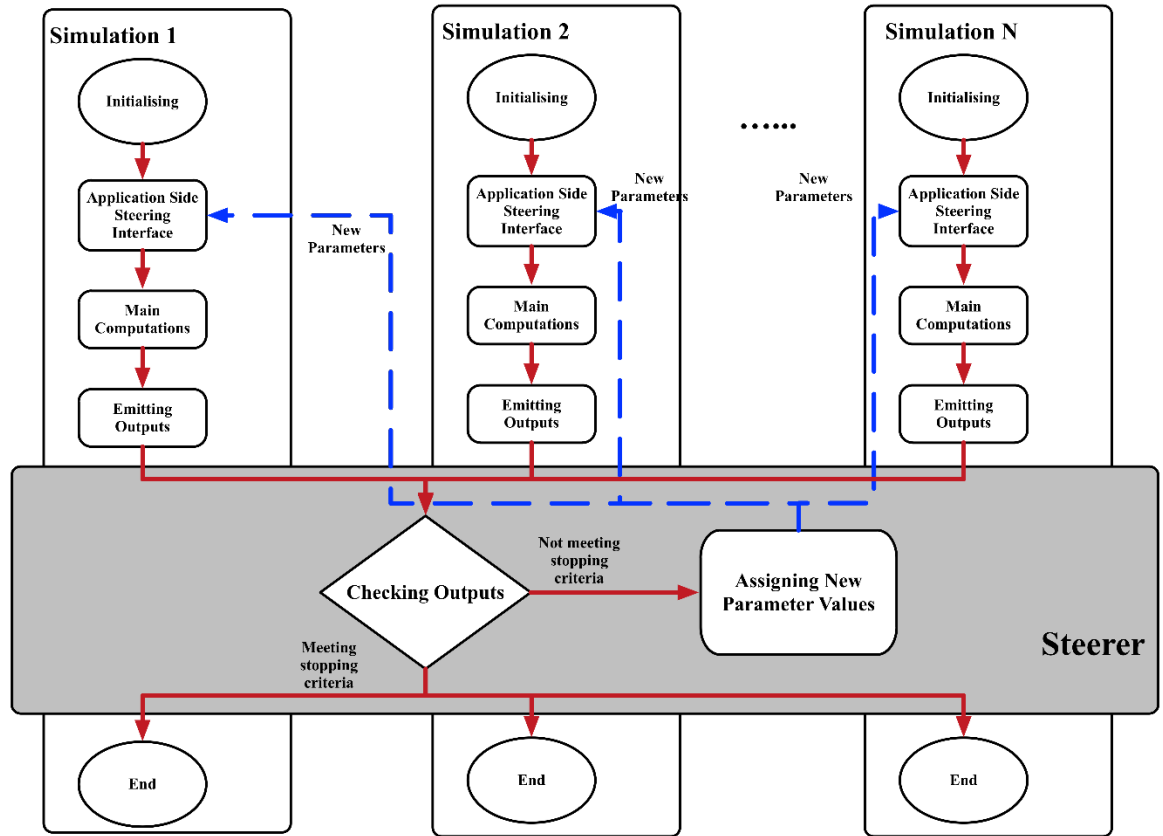 Simulation 1
Initialising
Application Side
Steering
Interface
Main
Computations
Emitting
Outputs
New
Parameters
Simulation 2
Initialising
Application Side
Steering
Interface
Main
Computations
Emitting
Outputs
New
Parameters
......
New
Parameters
Simulation N
Initialising
Application Side
Steering
Interface
Main
Computations
Emitting
Outputs
Checking Outputs
Not meeting
stopping
criteria
Assigning New
Parameter Values
Steerer
Meeting
stopping
criteria
End
End
End